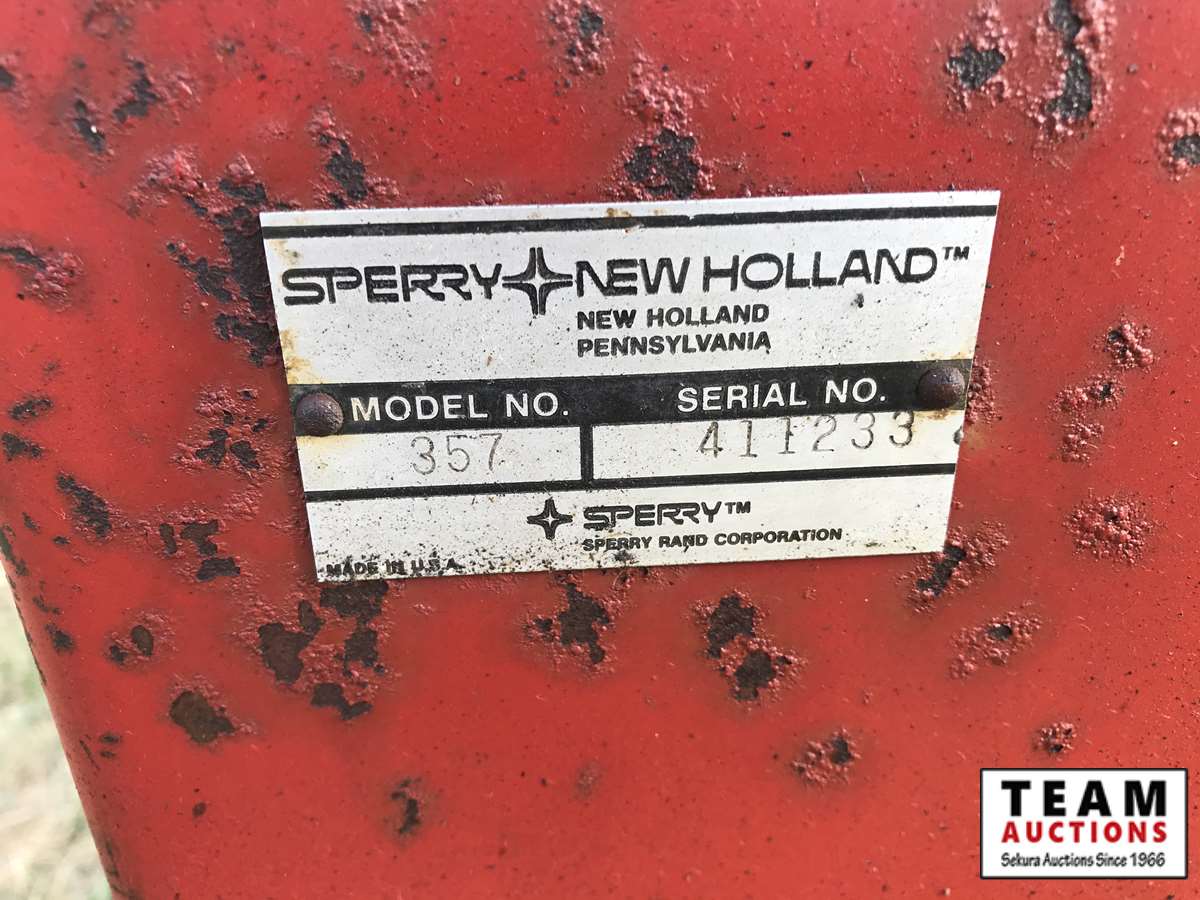 SPERRY NEW HOLLAND™
NEW HOLLAND
PENNSYLVANIA
MODEL NO. SERIAL NO.
357 411233
SPERRY™
SPERRY RAND CORPORATION
MADE IN U.S.A.
TEAM
AUCTIONS
Sekura Auctions Since 1966